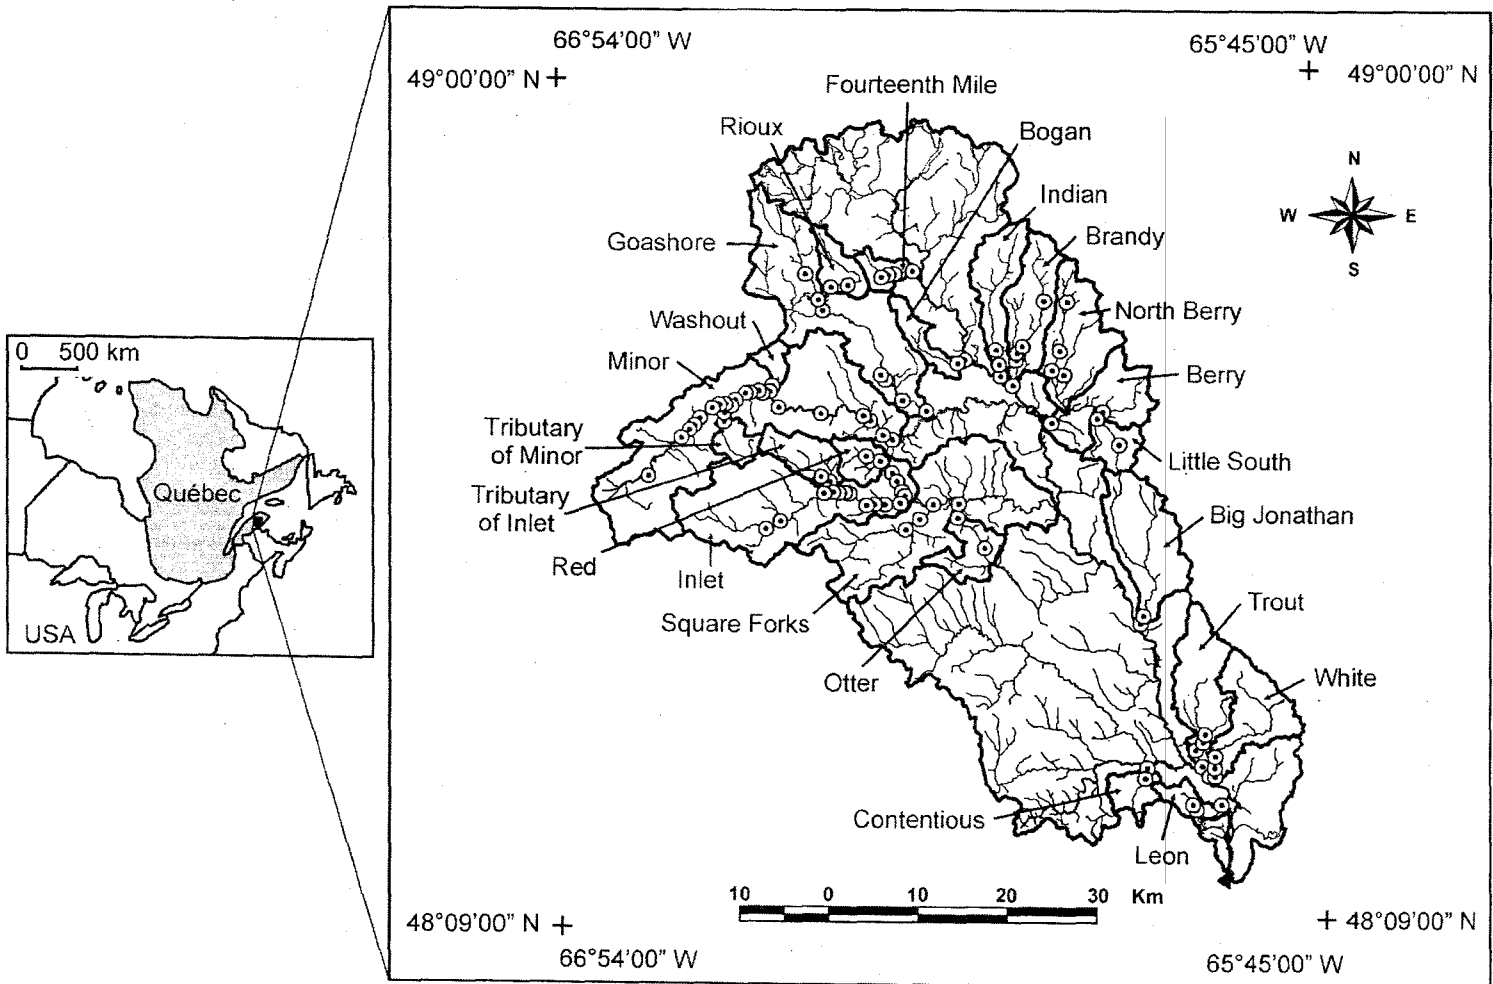 66°54'00" W
65°45'00" W
49°00'00" N
49°00'00" N
Fourteenth Mile
Rioux
Bogan
N
Indian
W
E
Goashore
Brandy
S
Washout
North Berry
0 500 km
Minor
Berry
Tributary
of Minor
Little South
Québec
Tributary
of Inlet
Big Jonathan
Red
Inlet
Trout
Square Forks
USA
Otter
White
Contentious
Leon
10 0 10 20 30 Km
48°09'00" N
48°09'00" N
66°54'00" W
65°45'00" W